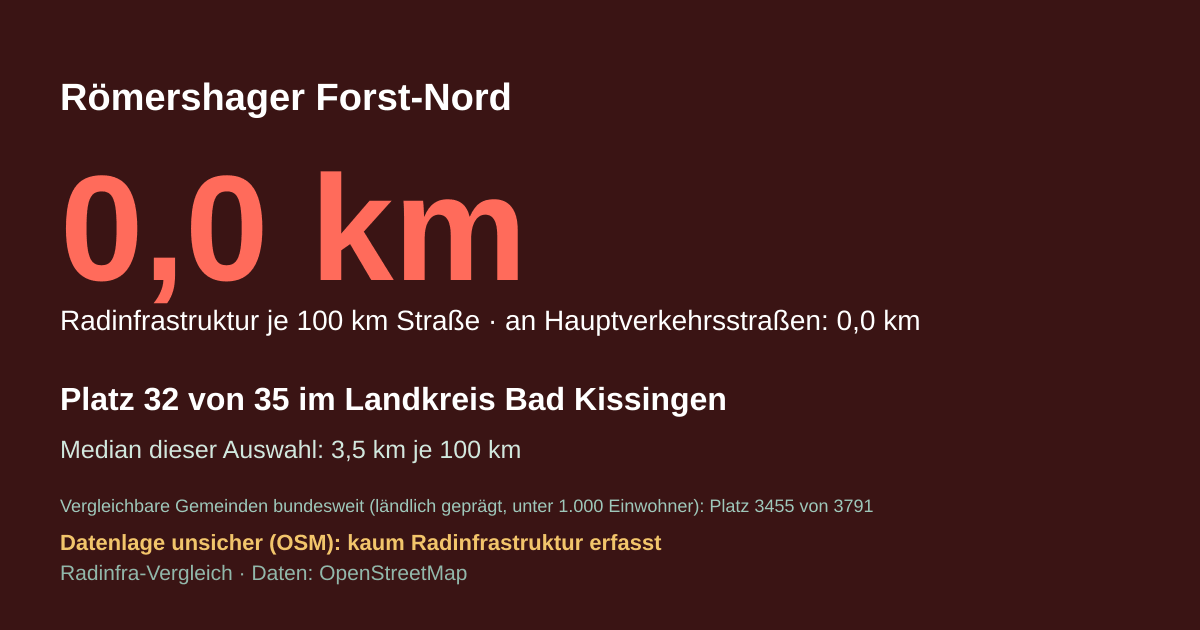 Römershager Forst-Nord
0,0 km
Radinfrastruktur je 100 km Straße · an Hauptverkehrsstraßen: 0,0 km
Platz 32 von 35 im Landkreis Bad Kissingen
Median dieser Auswahl: 3,5 km je 100 km
Vergleichbare Gemeinden bundesweit (ländlich geprägt, unter 1.000 Einwohner): Platz 3455 von 3791
Datenlage unsicher (OSM): kaum Radinfrastruktur erfasst
Radinfra-Vergleich · Daten: OpenStreetMap